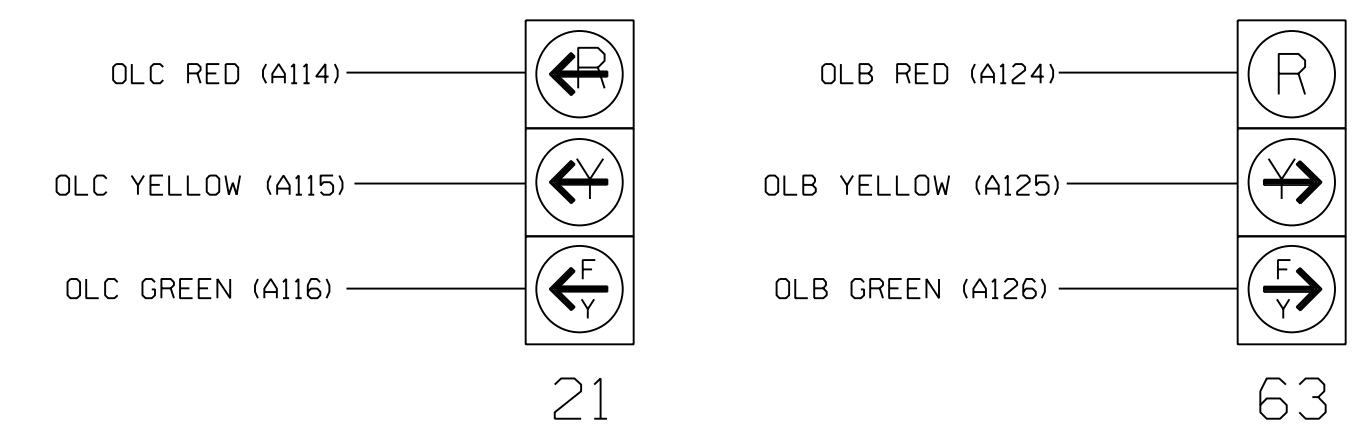 OLC RED (A114)
R
OLC YELLOW (A115)
Y
OLC GREEN (A116)
F
Y
21
OLB RED (A124)
R
OLB YELLOW (A125)
Y
OLB GREEN (A126)
F
Y
63